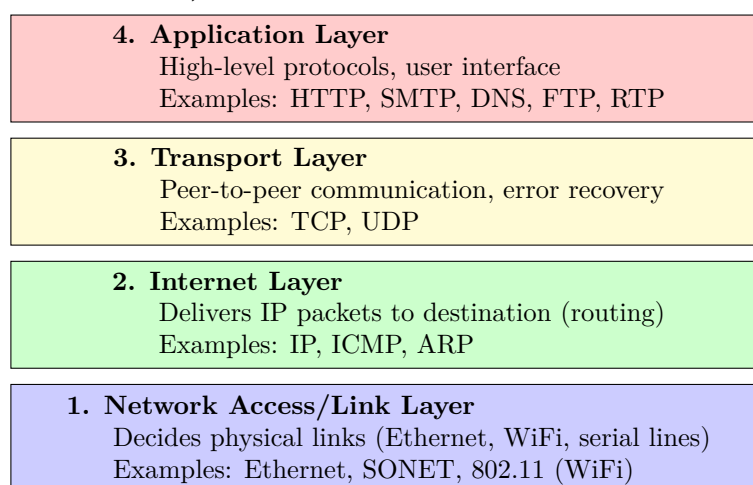 4. Application Layer
High-level protocols, user interface
Examples: HTTP, SMTP, DNS, FTP, RTP
3. Transport Layer
Peer-to-peer communication, error recovery
Examples: TCP, UDP
2. Internet Layer
Delivers IP packets to destination (routing)
Examples: IP, ICMP, ARP
1. Network Access/Link Layer
Decides physical links (Ethernet, WiFi, serial lines)
Examples: Ethernet, SONET, 802.11 (WiFi)